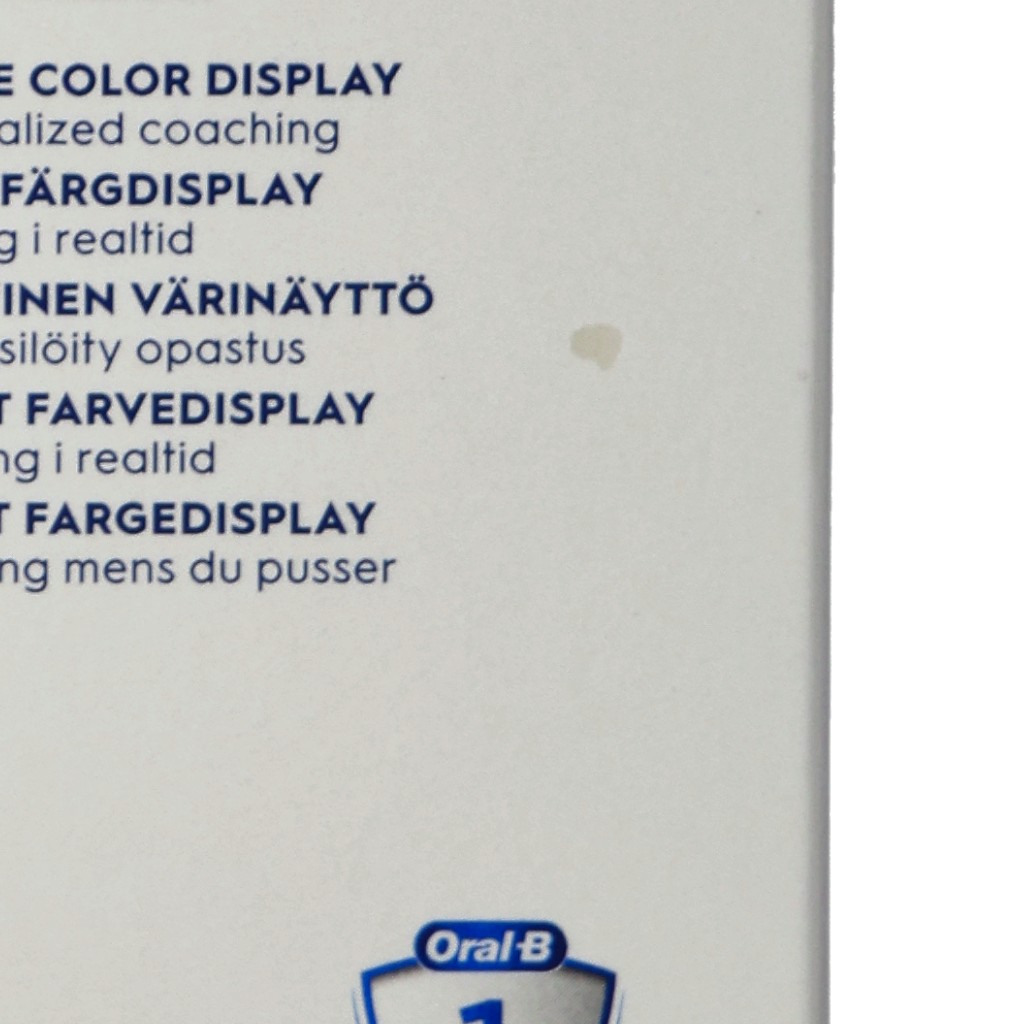 E COLOR DISPLAY
alized coaching
FÄRGDISPLAY
g i realtid
INEN VÄRINÄYTTÖ
silöity opastus
T FARVEDISPLAY
ng i realtid
T FARGEDISPLAY
ng mens du pusser
Oral-B
1